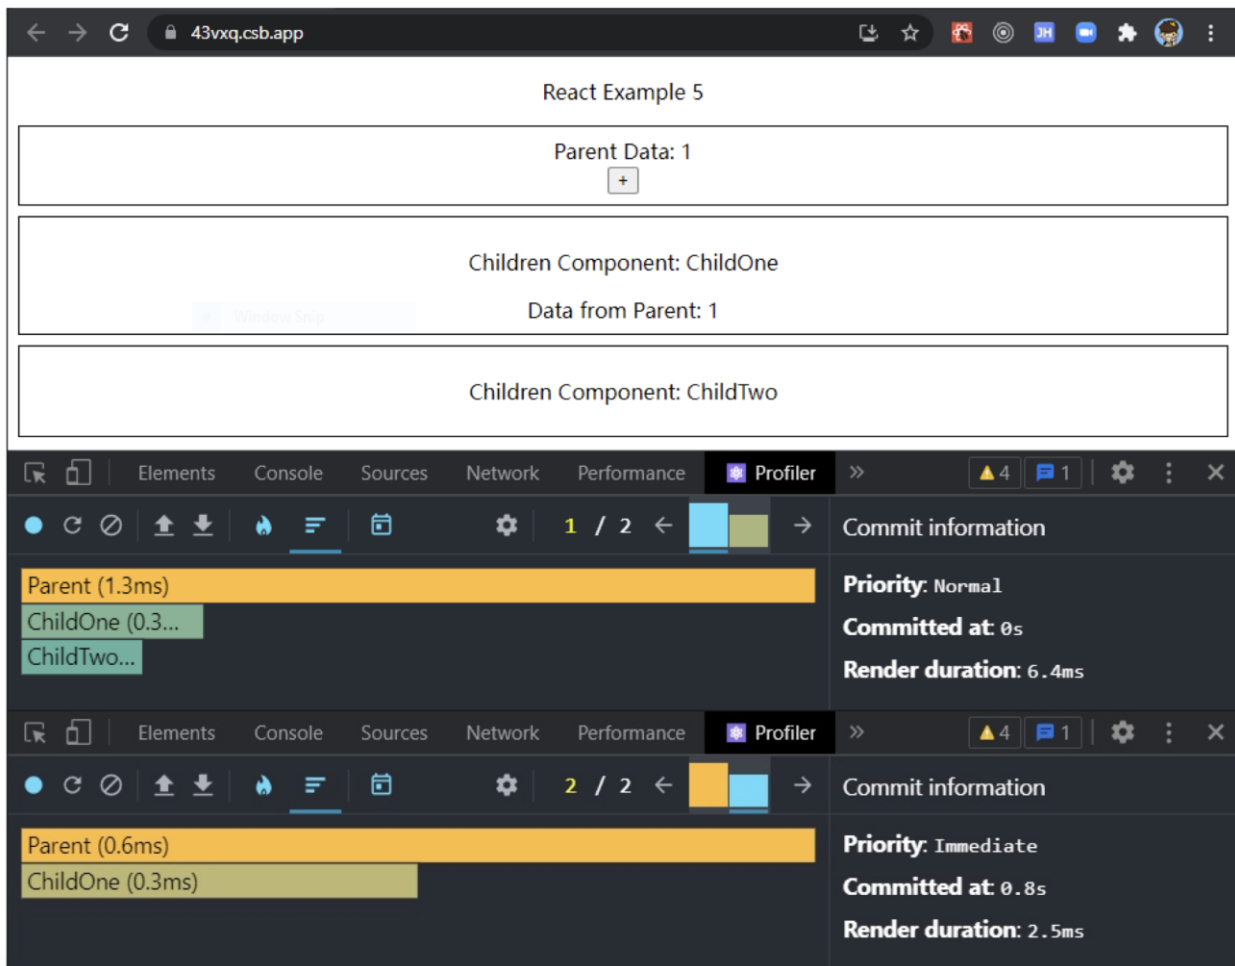 43vxq.csb.app
JH
React Example 5
Parent Data: 1
+
Children Component: ChildOne
Data from Parent: 1
Window Snip
Children Component: ChildTwo
Elements Console Sources Network Performance Profiler » 4 1
1 / 2 Commit information
Parent (1.3ms) Priority: Normal
ChildOne (0.3... Committed at: 0s
ChildTwo... Render duration: 6.4ms
Elements Console Sources Network Performance Profiler » 4 1
2 / 2 Commit information
Parent (0.6ms) Priority: Immediate
ChildOne (0.3ms) Committed at: 0.8s
Render duration: 2.5ms